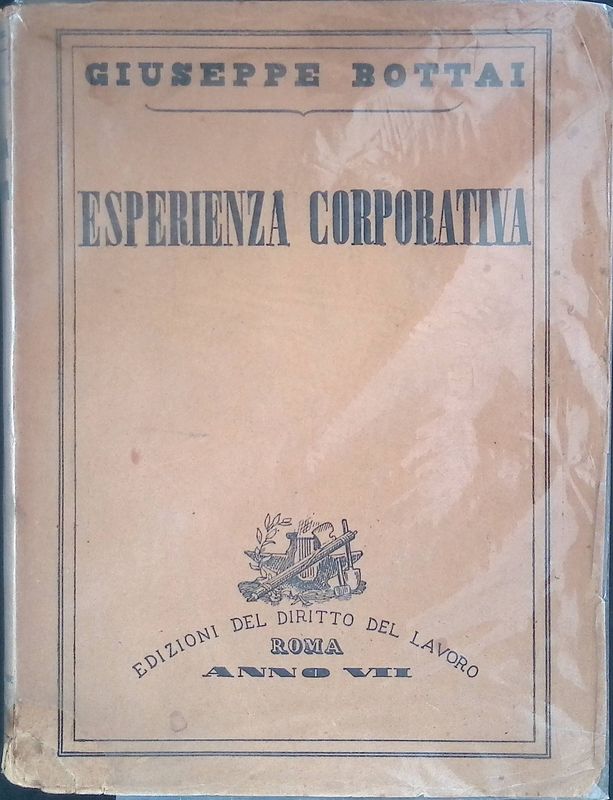 GIUSEPPE BOTTAI
ESPERIENZA CORPORATIVA
EDIZIONI DEL DIRITTO DEL LAVORO
ROMA
ANNO VII